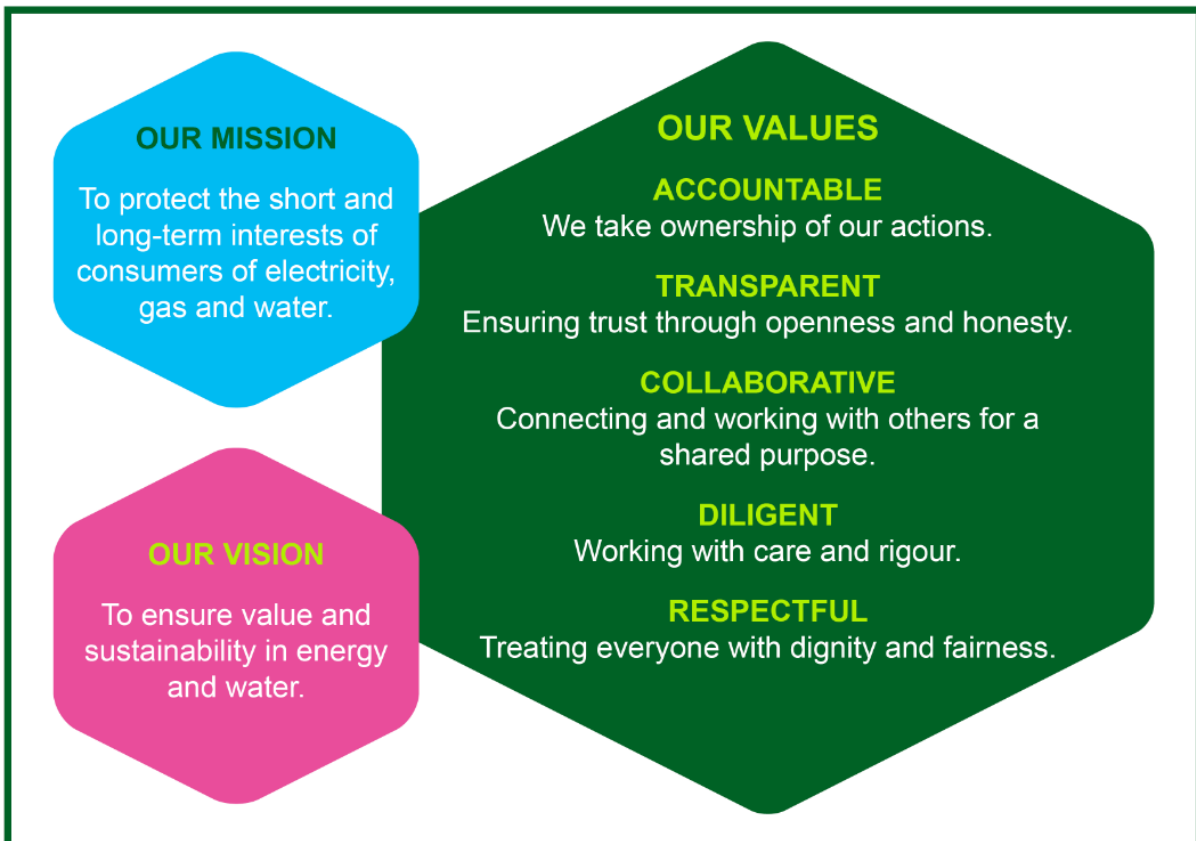 OUR MISSION
To protect the short and
long-term interests of
consumers of electricity,
gas and water.
OUR VISION
To ensure value and
sustainability in energy
and water.
OUR VALUES
ACCOUNTABLE
We take ownership of our actions.
TRANSPARENT
Ensuring trust through openness and honesty.
COLLABORATIVE
Connecting and working with others for a
shared purpose.
DILIGENT
Working with care and rigour.
RESPECTFUL
Treating everyone with dignity and fairness.